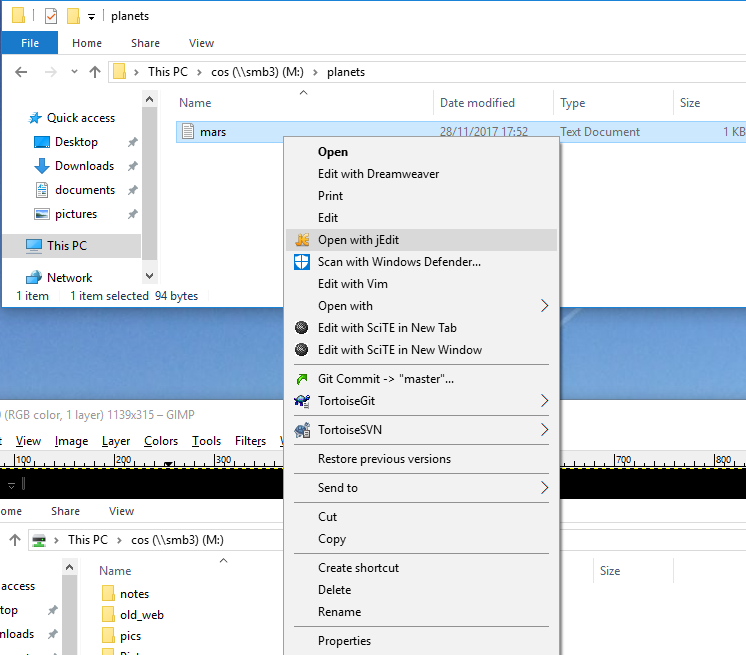 planets
File Home Share View
This PC cos (\\smb3) (M:) planets
Name Date modified Type Size
Quick access
mars 28/11/2017 17:52 Text Document 1 KB
Desktop
Downloads
documents
pictures
This PC
Network
1 item 1 item selected 94 bytes
Open
Edit with Dreamweaver
Print
Edit
Open with jEdit
Scan with Windows Defender...
Edit with Vim
Open with
Edit with SciTE in New Tab
Edit with SciTE in New Window
Git Commit -> "master"...
TortoiseGit
TortoiseSVN
Restore previous versions
Send to
Cut
Copy
Create shortcut
Delete
Rename
Properties
(RGB color, 1 layer) 1139x315 – GIMP
View Image Layer Colors Tools Filters
100 200 300 700 800
ome Share View
This PC cos (\\smb3) (M:)
Name Size
access
top
nloads
notes
old_web
pics